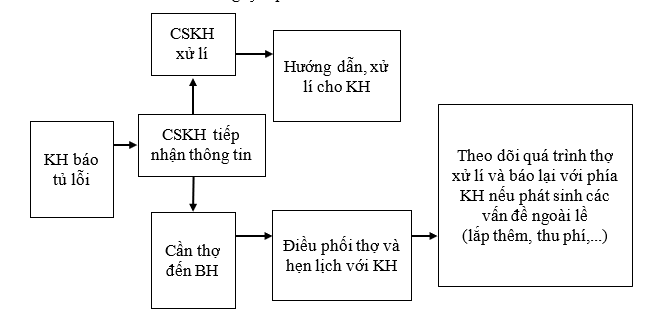 CSKH
xử lí
Hướng dẫn, xử
lí cho KH
KH báo
tủ lỗi
CSKH tiếp
nhận thông tin
Cần thợ
đến BH
Điều phối thợ và
hẹn lịch với KH
Theo dõi quá trình thợ
xử lí và báo lại với phía
KH nếu phát sinh các
vấn đề ngoài lề
(lắp thêm, thu phí,...)